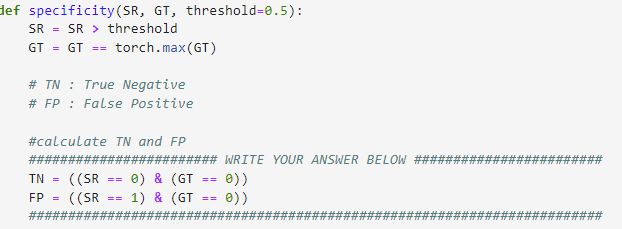 def specificity(SR, GT, threshold=0.5):
SR = SR > threshold
GT = GT == torch.max(GT)
# TN : True Negative
# FP : False Positive
#calculate TN and FP
######################## WRITE YOUR ANSWER BELOW ########################
TN = ((SR == 0) & (GT == 0))
FP = ((SR == 1) & (GT == 0))
#########################################################################